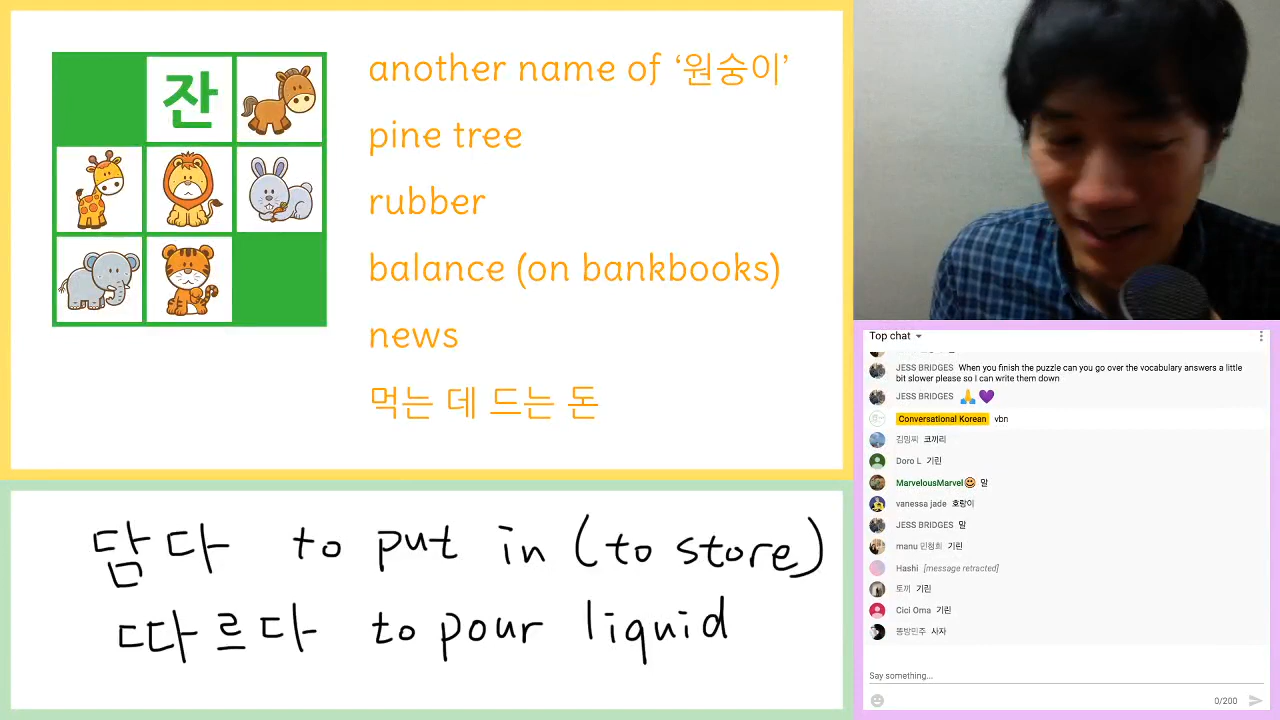 잔
another name of ‘원숭이’
pine tree
rubber
balance (on bankbooks)
news
먹는 데 드는 돈
담다 to put in (to store)
따르다 to pour liquid
Top chat
JESS BRIDGES When you finish the puzzle can you go over the vocabulary answers a little
bit slower please so I can write them down
JESS BRIDGES
Conversational Korean vbn
코끼리
Doro L 기린
MarvelousMarvel 말
vanessa jade 호랑이
JESS BRIDGES 말
manu 민정희 기린
Hashi [message retracted]
토끼 기린
Cici Oma 기린
똥방민주 사자
Say something...
0/200